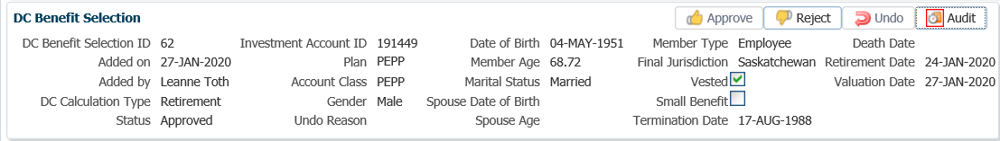 DC Benefit Selection Approve Reject Undo Audit
DC Benefit Selection ID 62 Investment Account ID 191449 Date of Birth 04-MAY-1951 Member Type Employee Death Date
Added on 27-JAN-2020 Plan PEPP Member Age 68.72 Final Jurisdiction Saskatchewan Retirement Date 24-JAN-2020
Added by Leanne Toth Account Class PEPP Marital Status Married Vested Valuation Date 27-JAN-2020
DC Calculation Type Retirement Gender Male Spouse Date of Birth Small Benefit
Status Approved Undo Reason Spouse Age Termination Date 17-AUG-1988